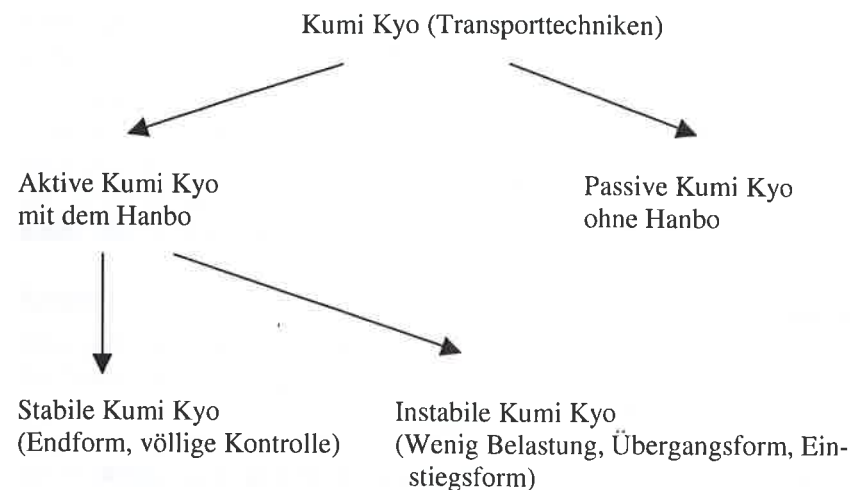 Kumi Kyo (Transporttechniken)
Aktive Kumi Kyo
mit dem Hanbo
Passive Kumi Kyo
ohne Hanbo
Stabile Kumi Kyo
(Endform, völlige Kontrolle)
Instabile Kumi Kyo
(Wenig Belastung, Übergangsform, Ein-
stiegsform)